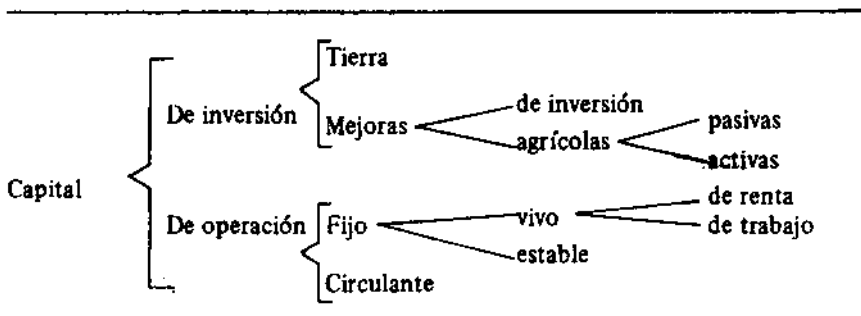 Capital
De inversión
Tierra
Mejoras
de inversión
agrícolas
pasivas
activas
De operación
Fijo
vivo
de renta
de trabajo
estable
Circulante